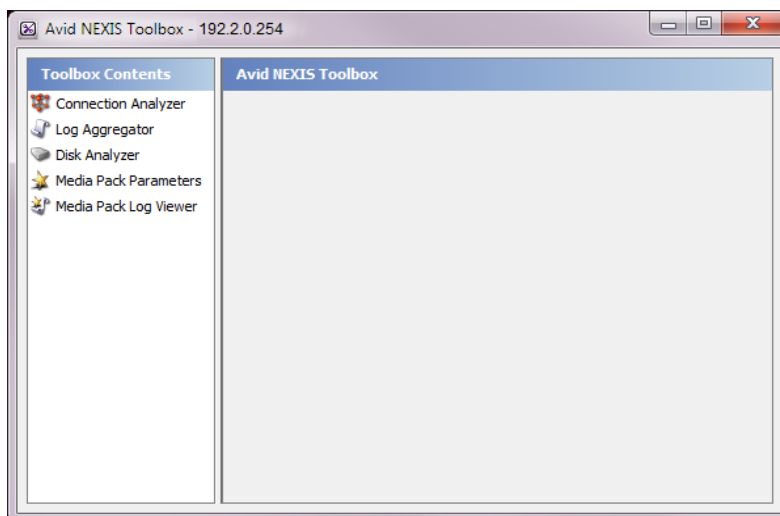 Avid NEXIS Toolbox - 192.2.0.254
Toolbox Contents
Avid NEXIS Toolbox
Connection Analyzer
Log Aggregator
Disk Analyzer
Media Pack Parameters
Media Pack Log Viewer